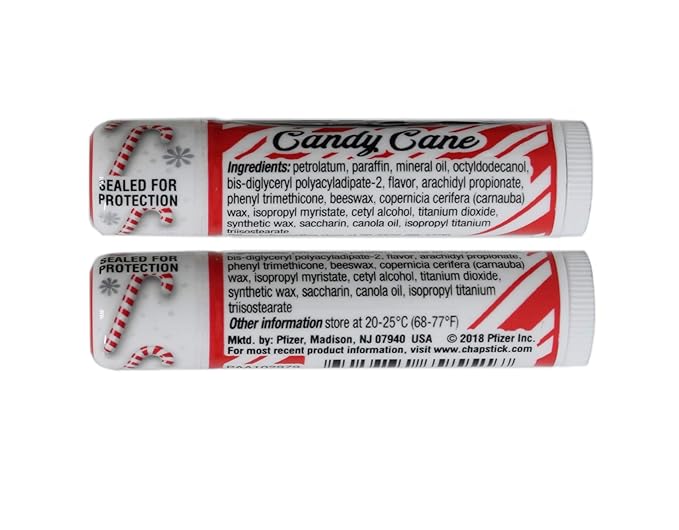 Candy Cane
Ingredients: petrolatum, paraffin, mineral oil, octyldodecanol,
bis-diglyceryl polyacyladipate-2, flavor, arachidyl propionate,
phenyl trimethicone, beeswax, copernicia cerifera (carnauba)
wax, isopropyl myristate, cetyl alcohol, titanium dioxide,
synthetic wax, saccharin, canola oil, isopropyl titanium
triisostearate
SEALED FOR
PROTECTION
SEALED FOR
PROTECTION
bis-diglyceryl polyacyladipate-2, flavor, arachidyl propionate,
phenyl trimethicone, beeswax, copernicia cerifera (carnauba)
wax, isopropyl myristate, cetyl alcohol, titanium dioxide,
synthetic wax, saccharin, canola oil, isopropyl titanium
triisostearate
Other information store at 20-25°C (68-77°F)
Mktd. by: Pfizer, Madison, NJ 07940 USA © 2018 Pfizer Inc.
For most recent product information, visit www.chapstick.com